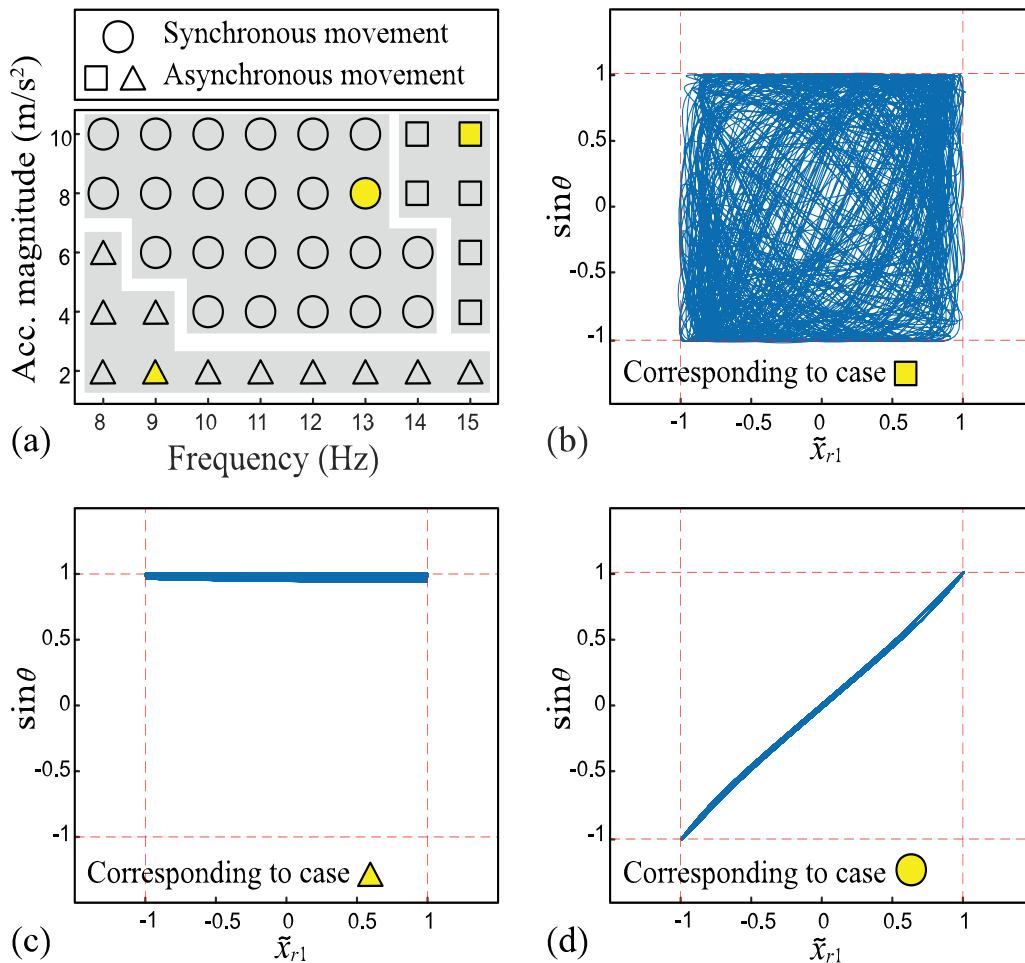 Synchronous movement
Asynchronous movement
Acc. magnitude (m/s²)
10
8
6
4
2
8 9 10 11 12 13 14 15
(a) Frequency (Hz)
sinθ
1
0.5
0
-0.5
-1
Corresponding to case
-1 -0.5 0 0.5 1
(b) x̃r1
sinθ
1
0.5
0
-0.5
-1
Corresponding to case
-1 -0.5 0 0.5 1
(c) x̃r1
sinθ
1
0.5
0
-0.5
-1
Corresponding to case
-1 -0.5 0 0.5 1
(d) x̃r1